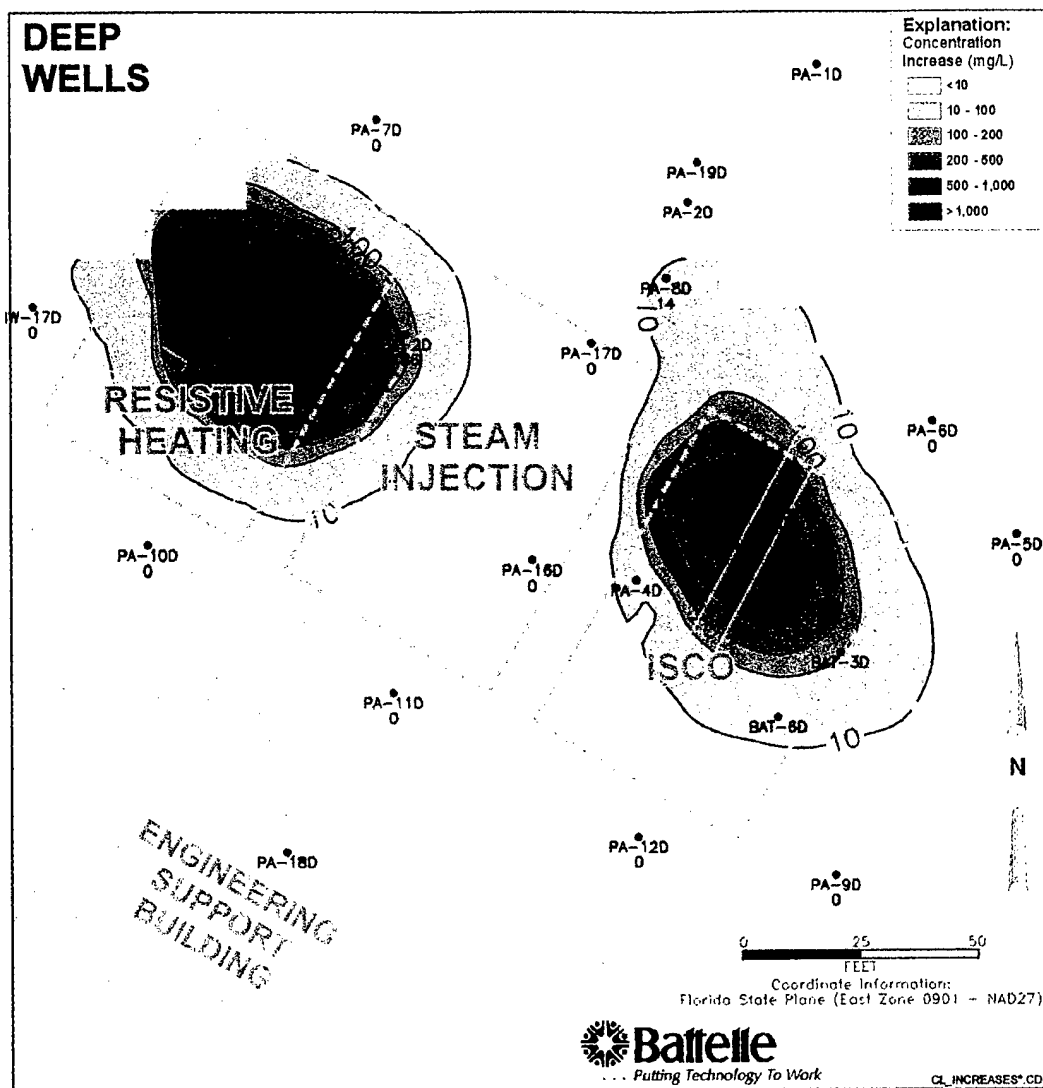 DEEP
WELLS
Explanation:
Concentration
Increase (mg/L)
<10
10 - 100
100 - 200
200 - 500
500 - 1,000
>1,000
PA-1D
PA-7D
0
PA-19D
PA-2D
PA-8D
14
10
100
IW-17D
0
2D
PA-17D
0
10
RESISTIVE
HEATING
STEAM
INJECTION
PA-6D
0
100
10
PA-10D
0
PA-16D
0
PA-5D
0
PA-4D
ISCO
BAT-3D
PA-11D
0
BAT-6D
10
N
ENGINEERING
SUPPORT
BUILDING
PA-18D
PA-12D
0
PA-9D
0
0 25 50
FEET
Coordinate Information:
Florida State Plane (East Zone 0901 - NAD27)
Battelle
. . . Putting Technology To Work
CL_INCREASES*.CD